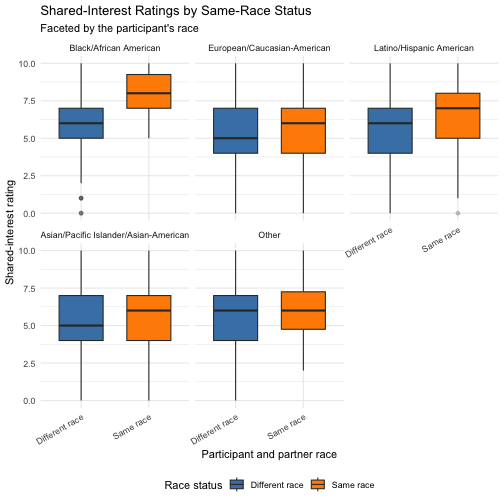 Shared-Interest Ratings by Same-Race Status
Faceted by the participant's race
Black/African American
European/Caucasian-American
Latino/Hispanic American
10.0
7.5
5.0
2.5
0.0
Different race
Same race
Asian/Pacific Islander/Asian-American
Other
10.0
7.5
5.0
2.5
0.0
Different race
Same race
Different race
Same race
Shared-interest rating
Participant and partner race
Race status
Different race
Same race